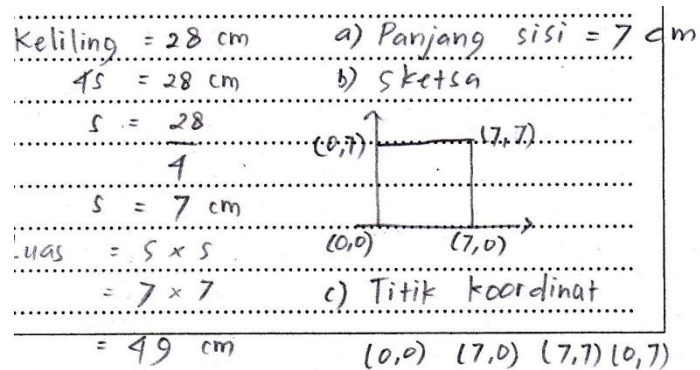 Keliling = 28 cm
4s = 28 cm
s = 28
4
s = 7 cm
Luas = s x s
= 7 x 7
= 49 cm
a) Panjang sisi = 7 cm
b) sketsa
(0,7) (7,7)
(0,0) (7,0)
c) Titik koordinat
(0,0) (7,0) (7,7) (0,7)